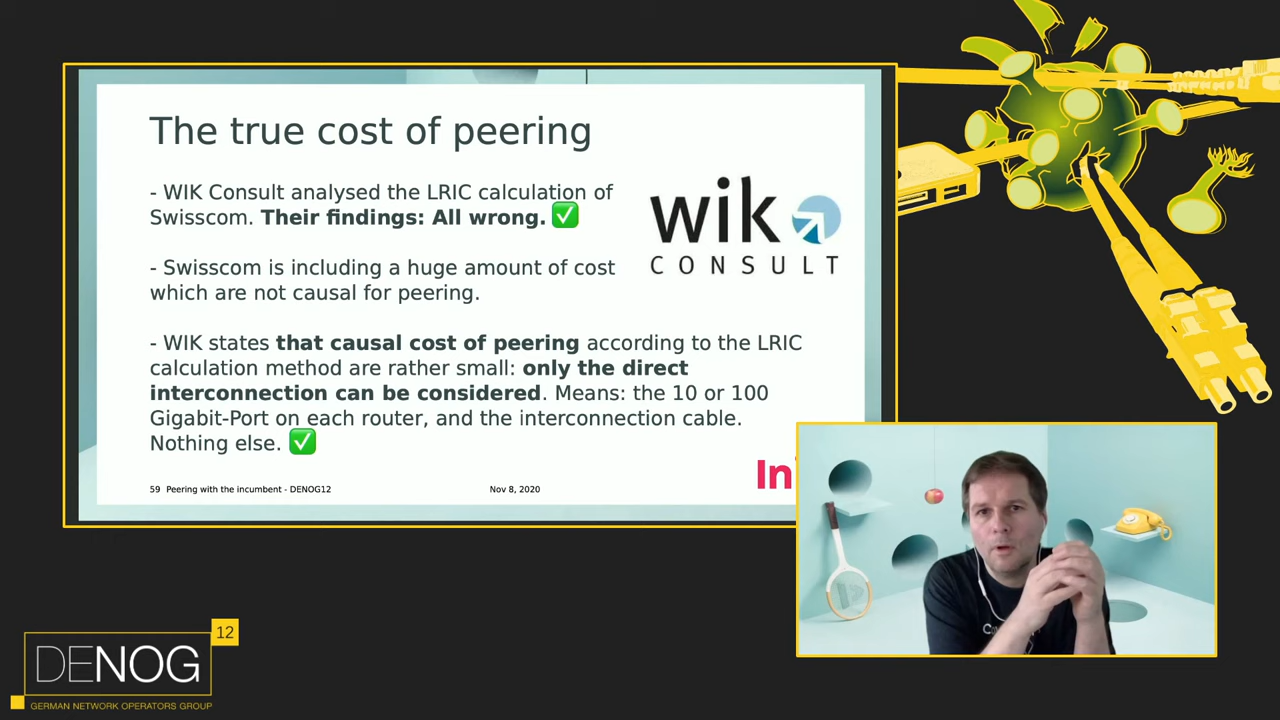 The true cost of peering
- WIK Consult analysed the LRIC calculation of
Swisscom. Their findings: All wrong. ✅
wik
CONSULT
- Swisscom is including a huge amount of cost
which are not causal for peering.
- WIK states that causal cost of peering according to the LRIC
calculation method are rather small: only the direct
interconnection can be considered. Means: the 10 or 100
Gigabit-Port on each router, and the interconnection cable.
Nothing else. ✅
59 Peering with the incumbent - DENOG12
Nov 8, 2020
In
12
DENOG
GERMAN NETWORK OPERATORS GROUP